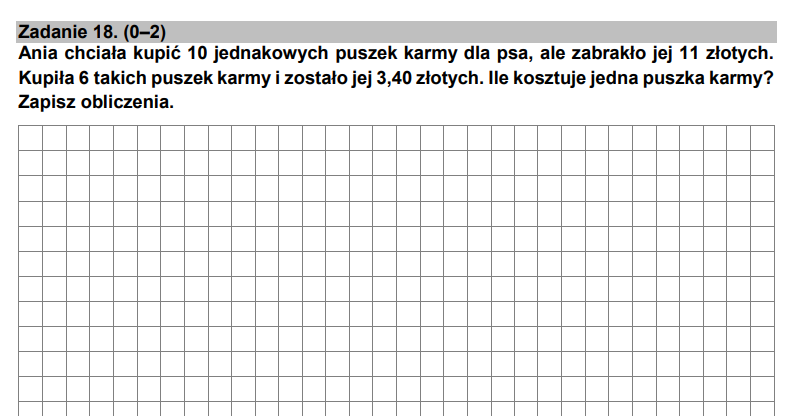 Zadanie 18. (0–2)
Ania chciała kupić 10 jednakowych puszek karmy dla psa, ale zabrakło jej 11 złotych.
Kupiła 6 takich puszek karmy i zostało jej 3,40 złotych. Ile kosztuje jedna puszka karmy?
Zapisz obliczenia.